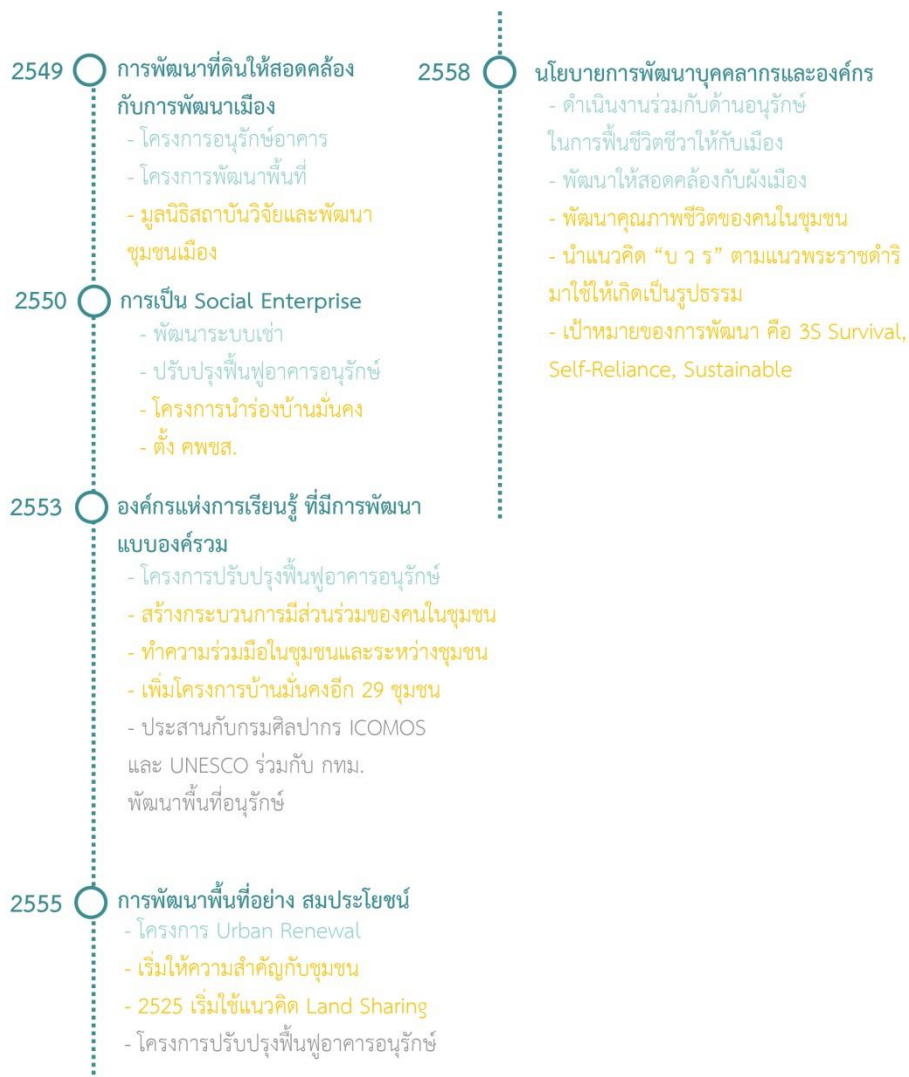 2549
การพัฒนาที่ดินให้สอดคล้อง
กับการพัฒนาเมือง
- โครงการอนุรักษ์อาคาร
- โครงการพัฒนาพื้นที่
- มูลนิธิสถาบันวิจัยและพัฒนา
ชุมชนเมือง
2550
การเป็น Social Enterprise
- พัฒนาระบบเช่า
- ปรับปรุงฟื้นฟูอาคารอนุรักษ์
- โครงการนำร่องบ้านมั่นคง
- ตั้ง คพชส.
2553
องค์กรแห่งการเรียนรู้ ที่มีการพัฒนา
แบบองค์รวม
- โครงการปรับปรุงฟื้นฟูอาคารอนุรักษ์
- สร้างกระบวนการมีส่วนร่วมของคนในชุมชน
- ทำความร่วมมือในชุมชนและระหว่างชุมชน
- เพิ่มโครงการบ้านมั่นคงอีก 29 ชุมชน
- ประสานกับกรมศิลปากร ICOMOS
และ UNESCO ร่วมกับ กทม.
พัฒนาพื้นที่อนุรักษ์
2555
การพัฒนาพื้นที่อย่าง สมประโยชน์
- โครงการ Urban Renewal
- เริ่มให้ความสำคัญกับชุมชน
- 2525 เริ่มใช้แนวคิด Land Sharing
- โครงการปรับปรุงฟื้นฟูอาคารอนุรักษ์
2558
นโยบายการพัฒนาบุคคลากรและองค์กร
- ดำเนินงานร่วมกับด้านอนุรักษ์
ในการฟื้นชีวิตชีวาให้กับเมือง
- พัฒนาให้สอดคล้องกับผังเมือง
- พัฒนาคุณภาพชีวิตของคนในชุมชน
- นำแนวคิด “บ ว ร” ตามแนวพระราชดำริ
มาใช้ให้เกิดเป็นรูปธรรม
- เป้าหมายของการพัฒนา คือ 3S Survival,
Self-Reliance, Sustainable